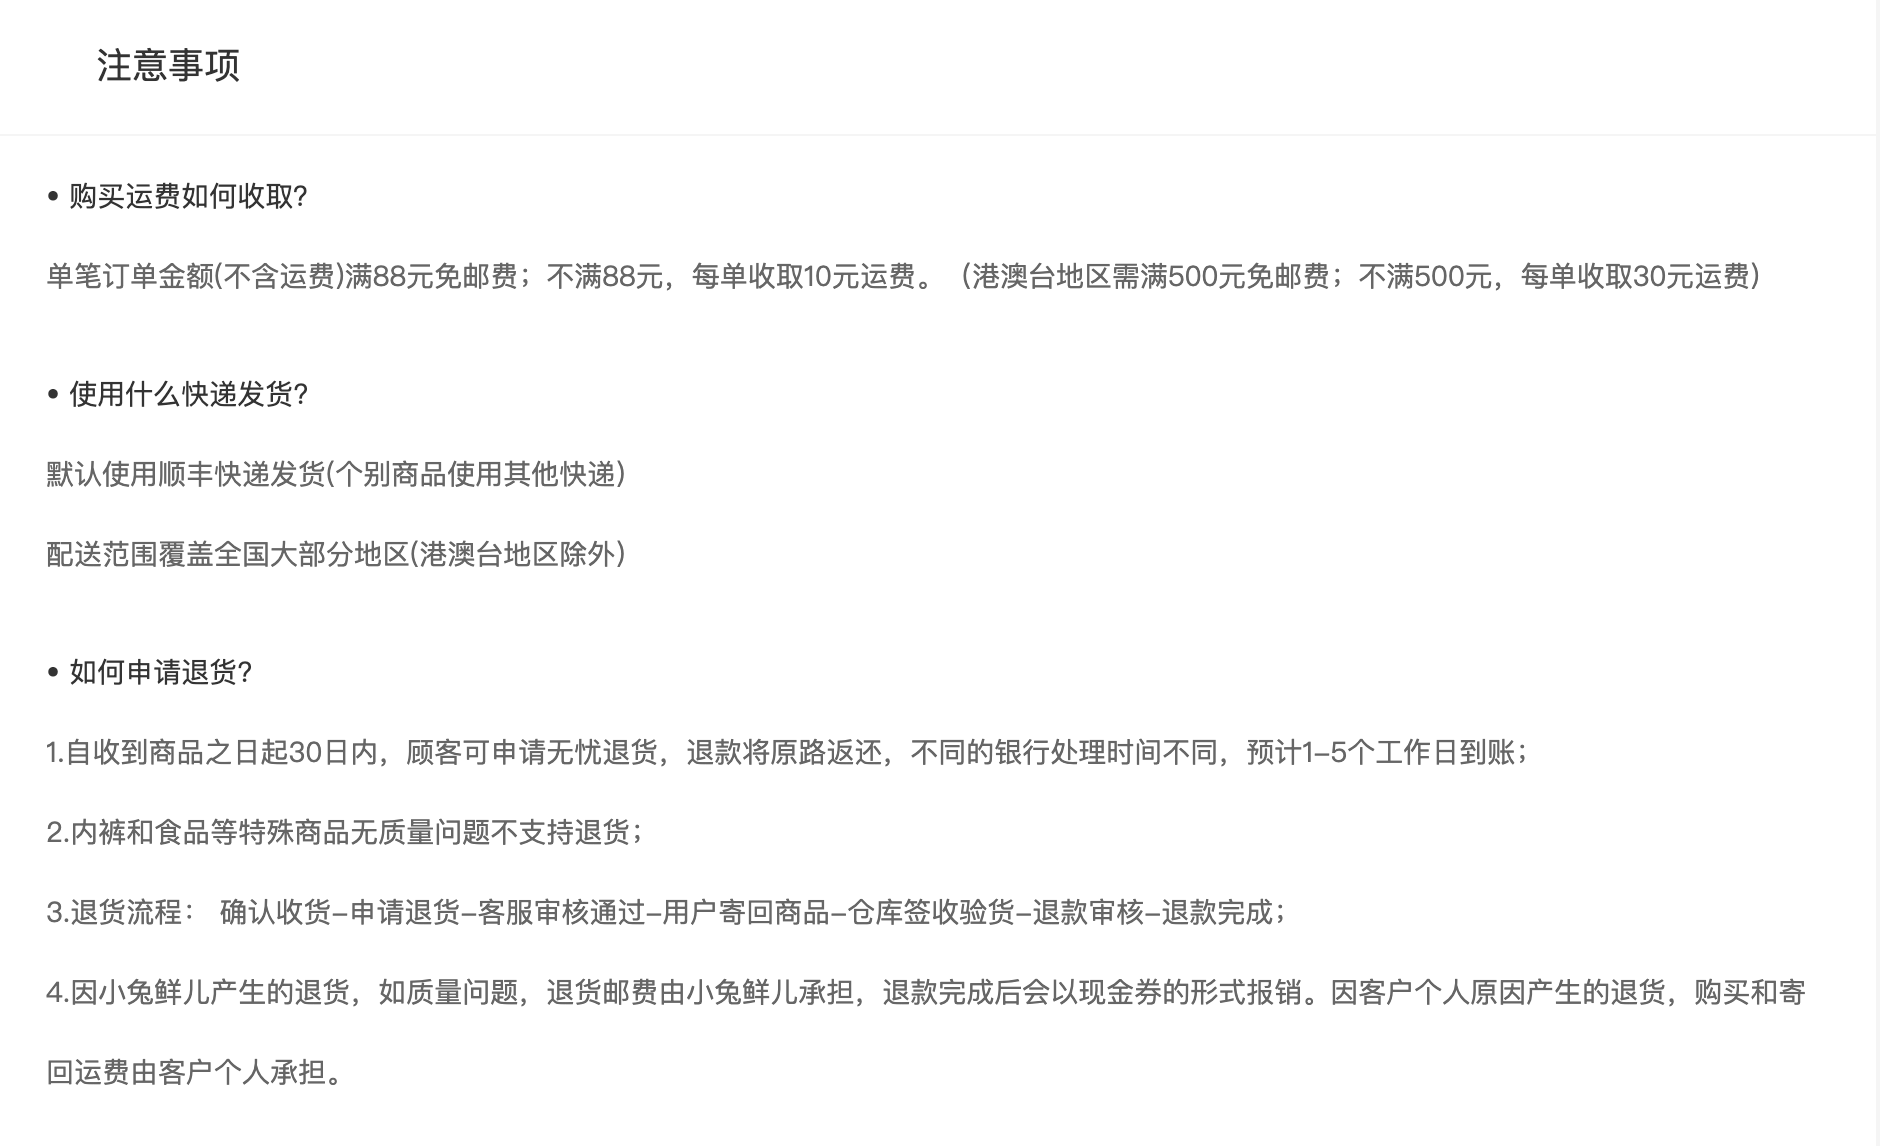 注意事项
• 购买运费如何收取?
单笔订单金额(不含运费)满88元免邮费；不满88元，每单收取10元运费。（港澳台地区需满500元免邮费；不满500元，每单收取30元运费）
• 使用什么快递发货?
默认使用顺丰快递发货(个别商品使用其他快递)
配送范围覆盖全国大部分地区(港澳台地区除外)
• 如何申请退货?
1.自收到商品之日起30日内，顾客可申请无忧退货，退款将原路返还，不同的银行处理时间不同，预计1-5个工作日到账；
2.内裤和食品等特殊商品无质量问题不支持退货；
3.退货流程： 确认收货-申请退货-客服审核通过-用户寄回商品-仓库签收验货-退款审核-退款完成；
4.因小兔鲜儿产生的退货，如质量问题，退货邮费由小兔鲜儿承担，退款完成后会以现金券的形式报销。因客户个人原因产生的退货，购买和寄
回运费由客户个人承担。